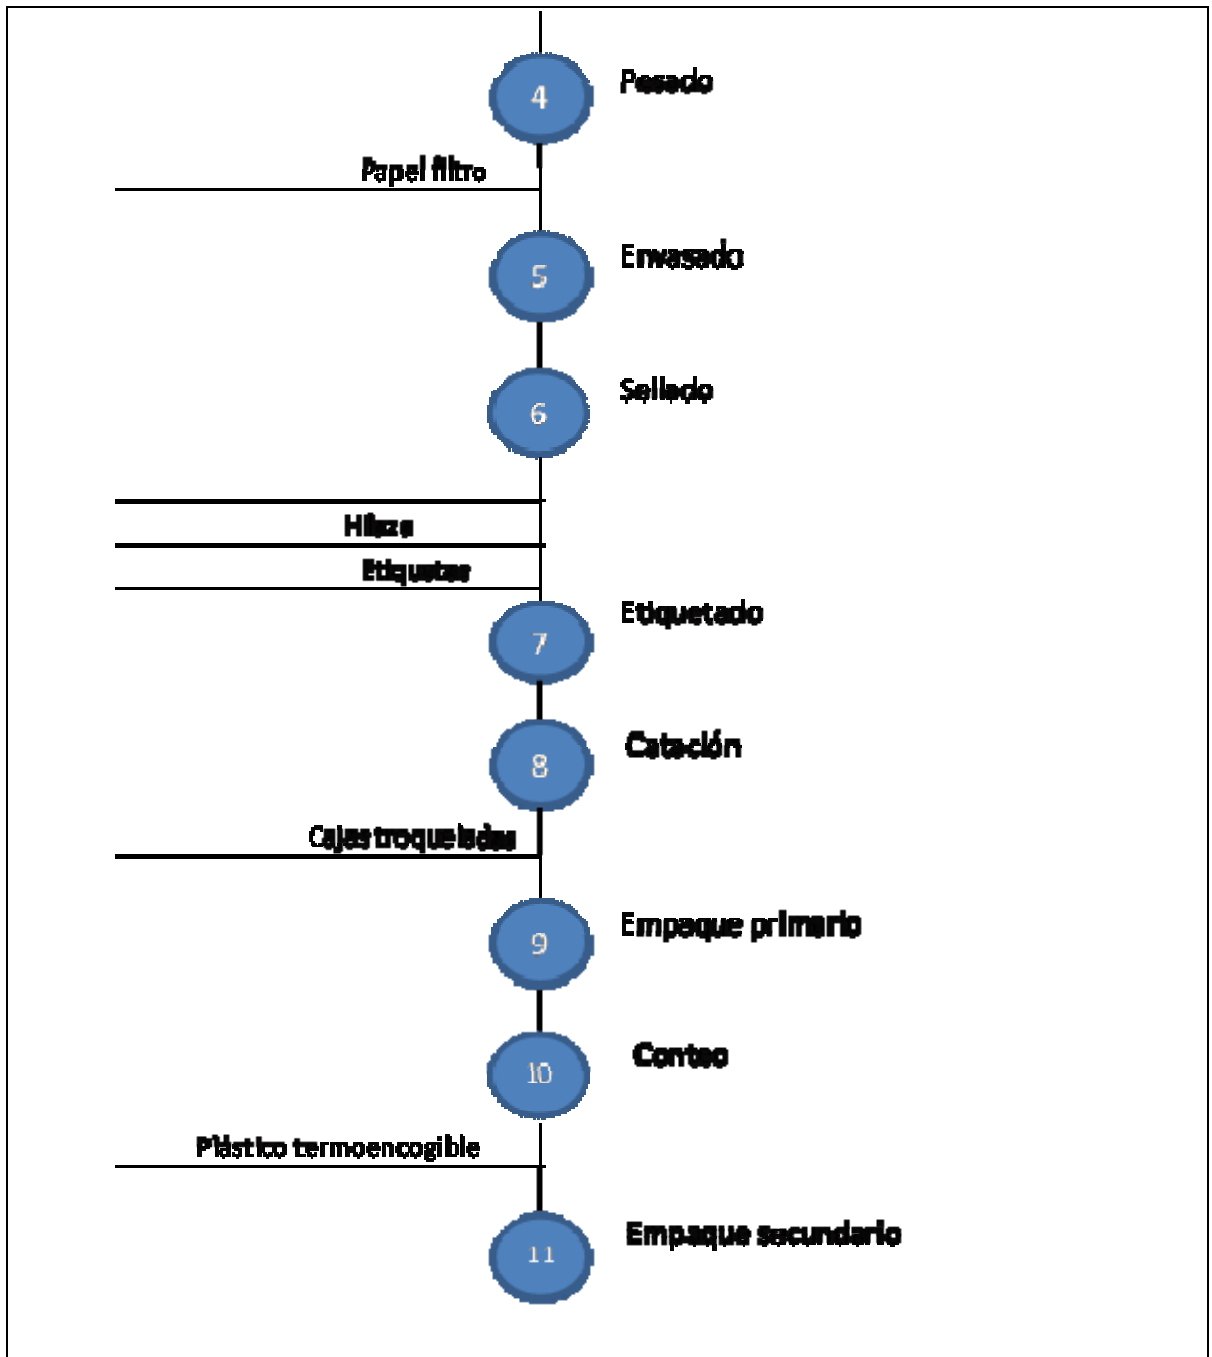 4 Pesado
Papel filtro
5 Envasado
6 Sellado
Hilaza
Etiquetas
7 Etiquetado
8 Catación
Cajas troqueladas
9 Empaque primario
10 Conteo
Plástico termoencogible
11 Empaque secundario